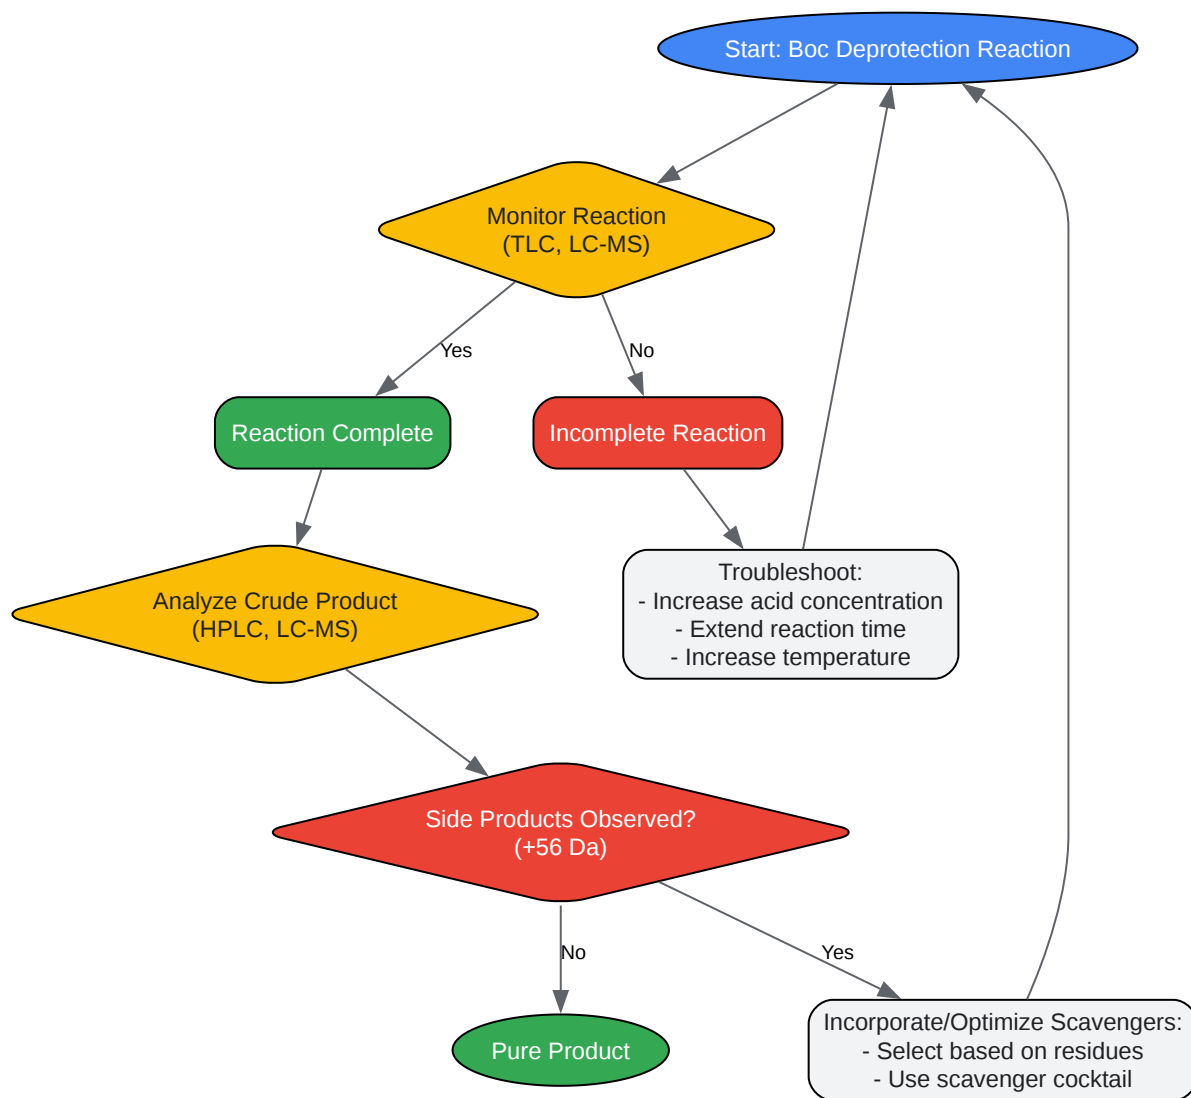 Start: Boc Deprotection Reaction
Monitor Reaction
(TLC, LC-MS)
Yes
No
Reaction Complete
Incomplete Reaction
Troubleshoot:
- Increase acid concentration
- Extend reaction time
- Increase temperature
Analyze Crude Product
(HPLC, LC-MS)
Side Products Observed?
(+56 Da)
No
Yes
Pure Product
Incorporate/Optimize Scavengers:
- Select based on residues
- Use scavenger cocktail